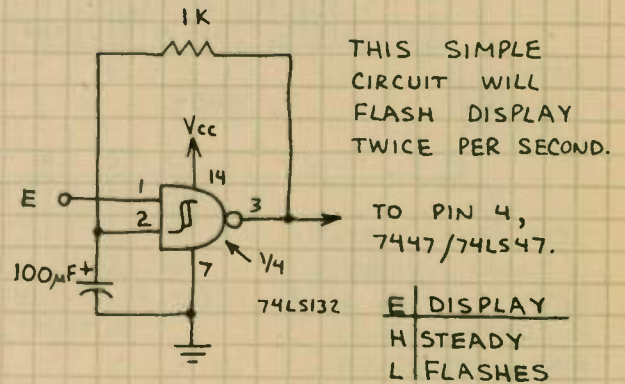 1K
THIS SIMPLE
CIRCUIT WILL
FLASH DISPLAY
TWICE PER SECOND.
Vcc
14
E
1
2
3
TO PIN 4,
7447/74LS47.
7
1/4
100µF+
74LS132
E DISPLAY
H STEADY
L FLASHES